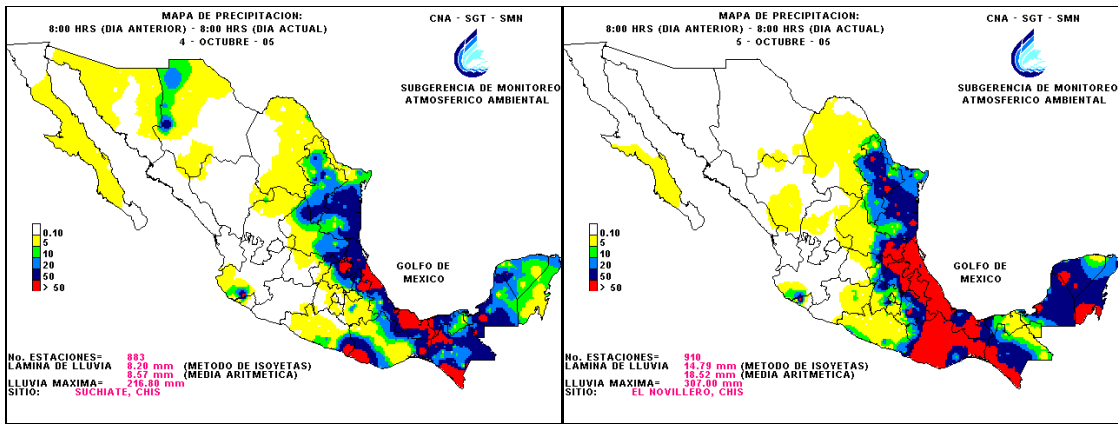 MAPA DE PRECIPITACION:
8:00 HRS (DIA ANTERIOR) - 8:00 HRS (DIA ACTUAL)
4 - OCTUBRE - 05
CNA - SGT - SMN
SUBGERENCIA DE MONITOREO
ATMOSFERICO AMBIENTAL
0.10
5
10
20
50
> 50
GOLFO DE
MEXICO
No. ESTACIONES= 883
LAMINA DE LLUVIA 8.20 mm (METODO DE ISOYETAS)
8.57 mm (MEDIA ARITMETICA)
LLUVIA MAXIMA= 216.80 mm
SITIO: SUCHIATE, CHIS
MAPA DE PRECIPITACION:
8:00 HRS (DIA ANTERIOR) - 8:00 HRS (DIA ACTUAL)
5 - OCTUBRE - 05
CNA - SGT - SMN
SUBGERENCIA DE MONITOREO
ATMOSFERICO AMBIENTAL
0.10
5
10
20
50
> 50
GOLFO DE
MEXICO
No. ESTACIONES= 910
LAMINA DE LLUVIA 14.79 mm (METODO DE ISOYETAS)
18.52 mm (MEDIA ARITMETICA)
LLUVIA MAXIMA= 307.00 mm
SITIO: EL NOVILLERO, CHIS